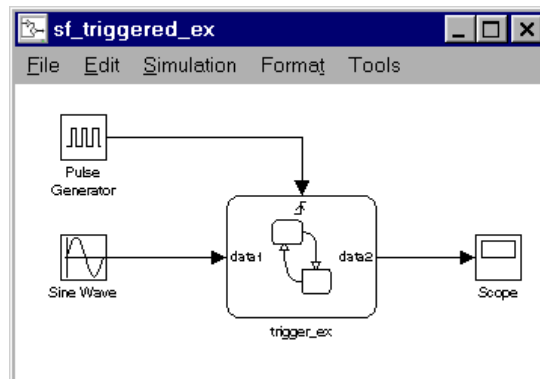 sf_triggered_ex
File Edit Simulation Format Tools
Pulse
Generator
data1
data2
Sine Wave
Scope
trigger_ex